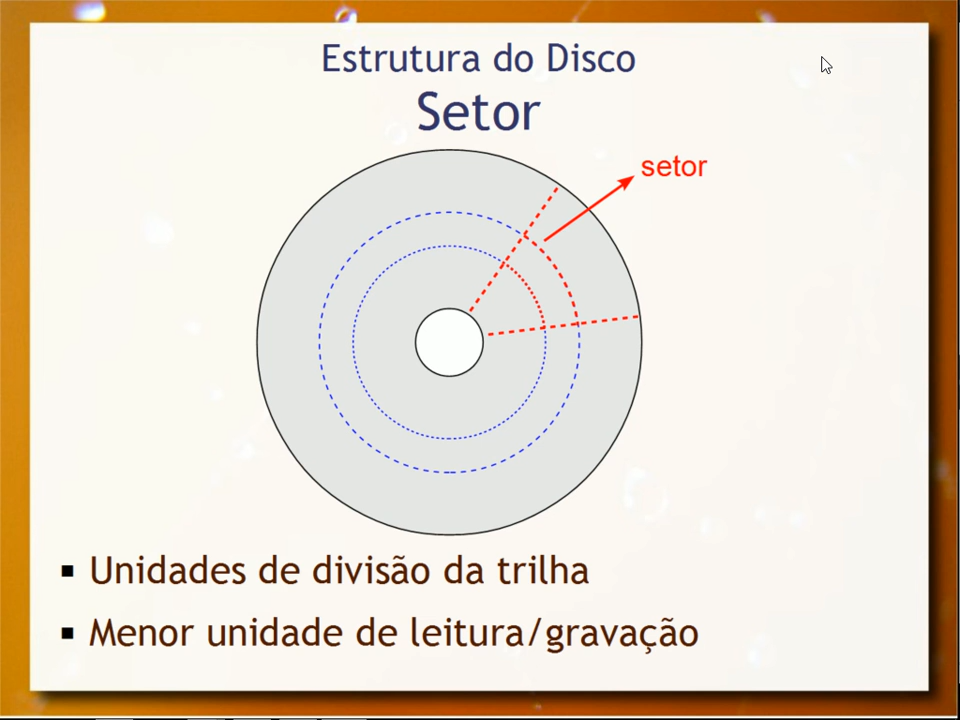 Estrutura do Disco
Setor
setor
▪ Unidades de divisão da trilha
▪ Menor unidade de leitura/gravação